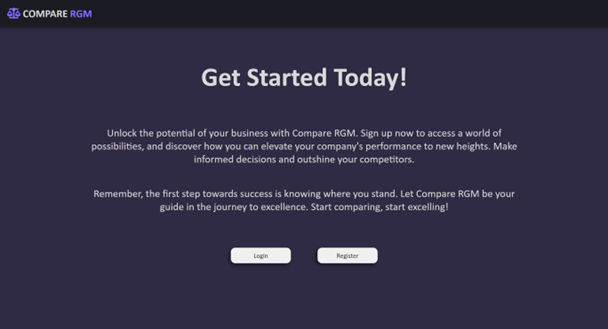 COMPARE RGM
Get Started Today!
Unlock the potential of your business with Compare RGM. Sign up now to access a world of
possibilities, and discover how you can elevate your company's performance to new heights. Make
informed decisions and outshine your competitors.
Remember, the first step towards success is knowing where you stand. Let Compare RGM be your
guide in the journey to excellence. Start comparing, start excelling!
Login
Register